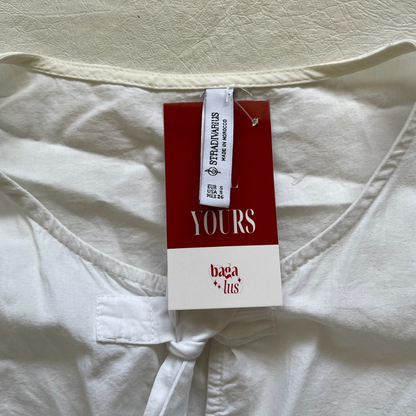 STRADIVARIUS
MADE IN MOROCCO
EUR S
USA S
MEX 26
YOURS
baga
lus